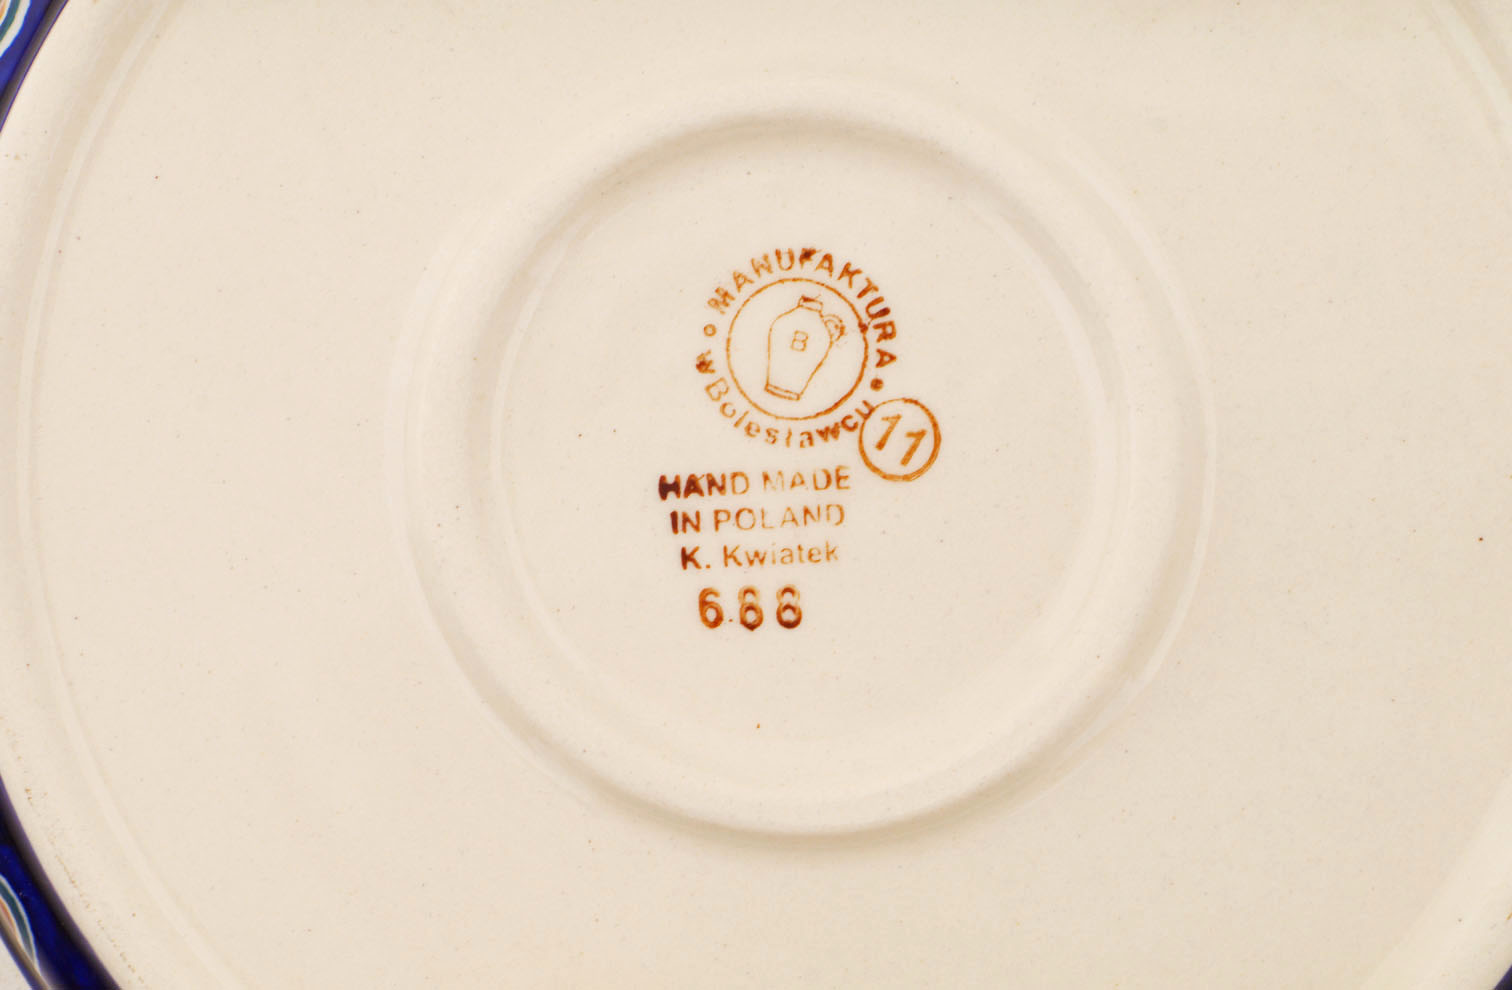 MANUFAKTURA
w Bolesławcu
B
11
HAND MADE
IN POLAND
K. Kwiatek
666